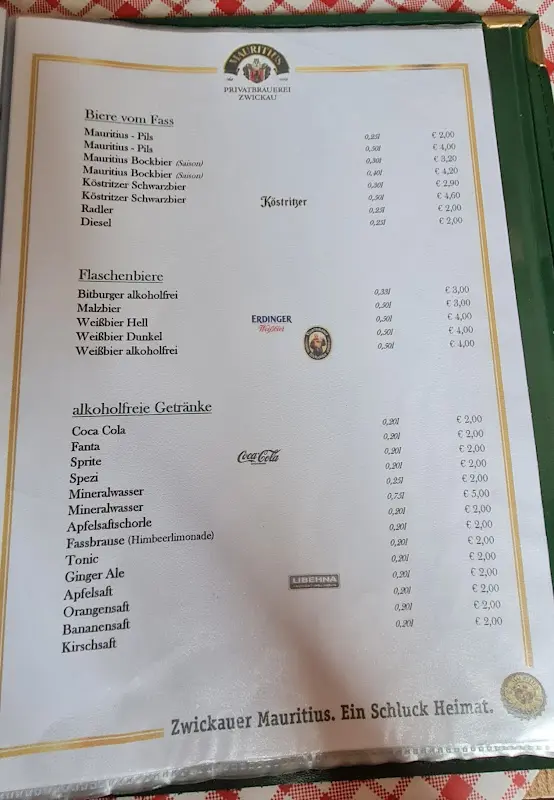 MAURITIUS
PRIVATBRAUEREI
ZWICKAU
Biere vom Fass
Mauritius - Pils 0,25l € 2,00
Mauritius - Pils 0,50l € 4,00
Mauritius Bockbier (Saison) 0,30l € 3,20
Mauritius Bockbier (Saison) 0,40l € 4,20
Köstritzer Schwarzbier 0,30l € 2,90
Köstritzer Schwarzbier Köstritzer 0,50l € 4,60
Radler 0,25l € 2,00
Diesel 0,25l € 2,00
Flaschenbiere
Bitburger alkoholfrei 0,33l € 3,00
Malzbier 0,50l € 3,00
Weißbier Hell ERDINGER 0,50l € 4,00
Weißbier Dunkel Weißbier 0,50l € 4,00
Weißbier alkoholfrei 0,50l € 4,00
alkoholfreie Getränke
Coca Cola 0,20l € 2,00
Fanta 0,20l € 2,00
Sprite Coca-Cola 0,20l € 2,00
Spezi 0,20l € 2,00
Mineralwasser 0,25l € 2,00
Mineralwasser 0,75l € 5,00
Apfelsaftschorle 0,20l € 2,00
Fassbrause (Himbeerlimonade) 0,20l € 2,00
Tonic 0,20l € 2,00
Ginger Ale 0,20l € 2,00
Apfelsaft LIBEHNA 0,20l € 2,00
Orangensaft 0,20l € 2,00
Bananensaft 0,20l € 2,00
Kirschsaft 0,20l € 2,00
Zwickauer Mauritius. Ein Schluck Heimat.